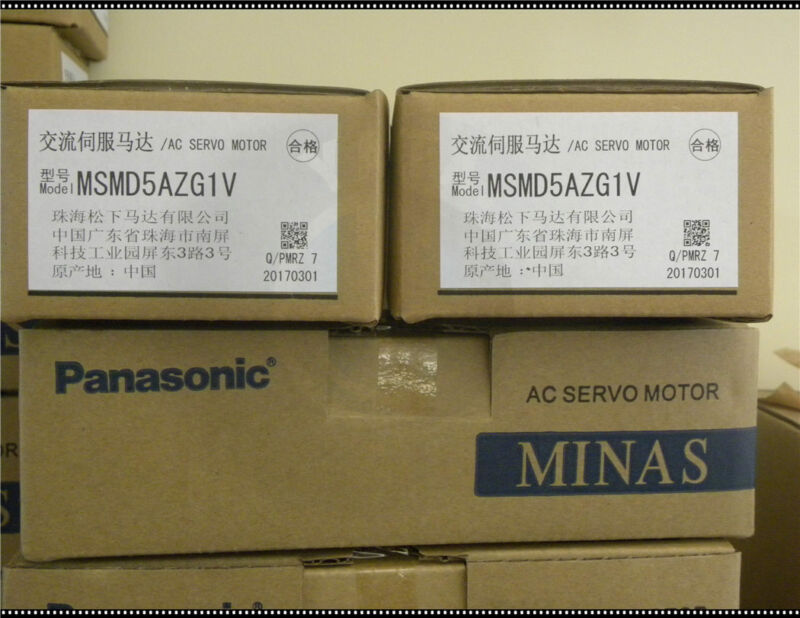 交流伺服马达 /AC SERVO MOTOR 合格
型号 Model MSMD5AZG1V
珠海松下马达有限公司
中国广东省珠海市南屏
科技工业园屏东3路3号
原产地：中国
Q/PMRZ 7
20170301
交流伺服马达 /AC SERVO MOTOR 合格
型号 Model MSMD5AZG1V
珠海松下马达有限公司
中国广东省珠海市南屏
科技工业园屏东3路3号
原产地：中国
Q/PMRZ 7
20170301
Panasonic®
AC SERVO MOTOR
MINAS
OR
S
Panasonic®